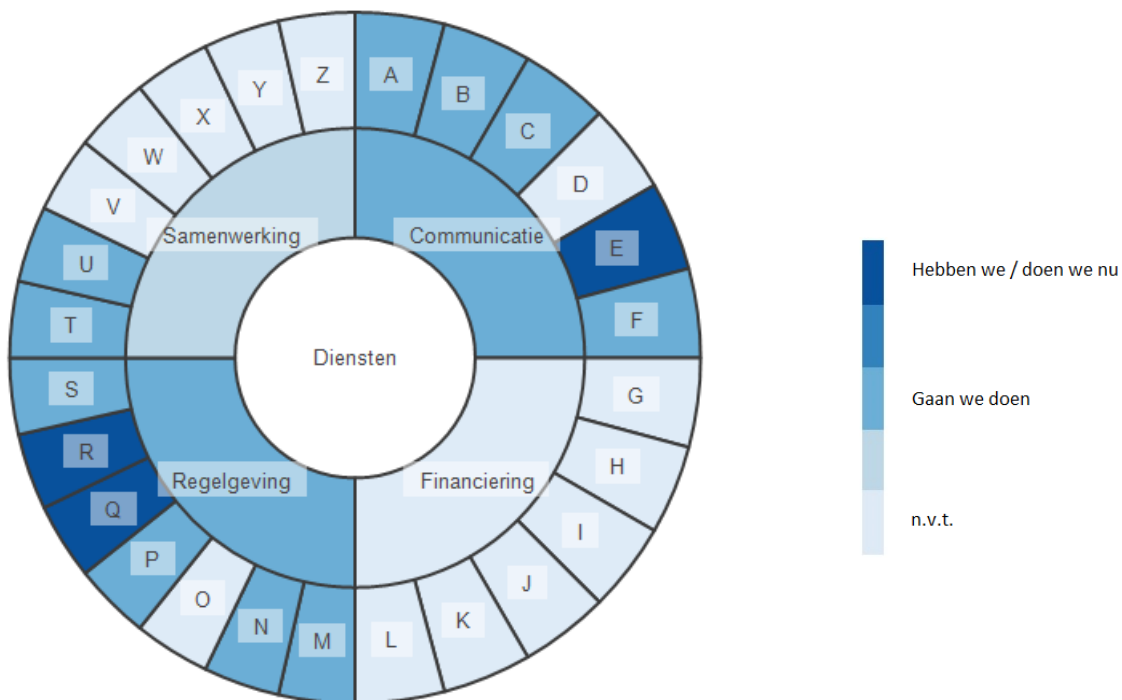 Z
A
Y
B
X
C
W
D
V
Samenwerking
Communicatie
E
U
F
T
Diensten
S
G
R
H
Regelgeving
Financiering
Q
I
P
J
O
K
N
M
L
Hebben we / doen we nu
Gaan we doen
n.v.t.